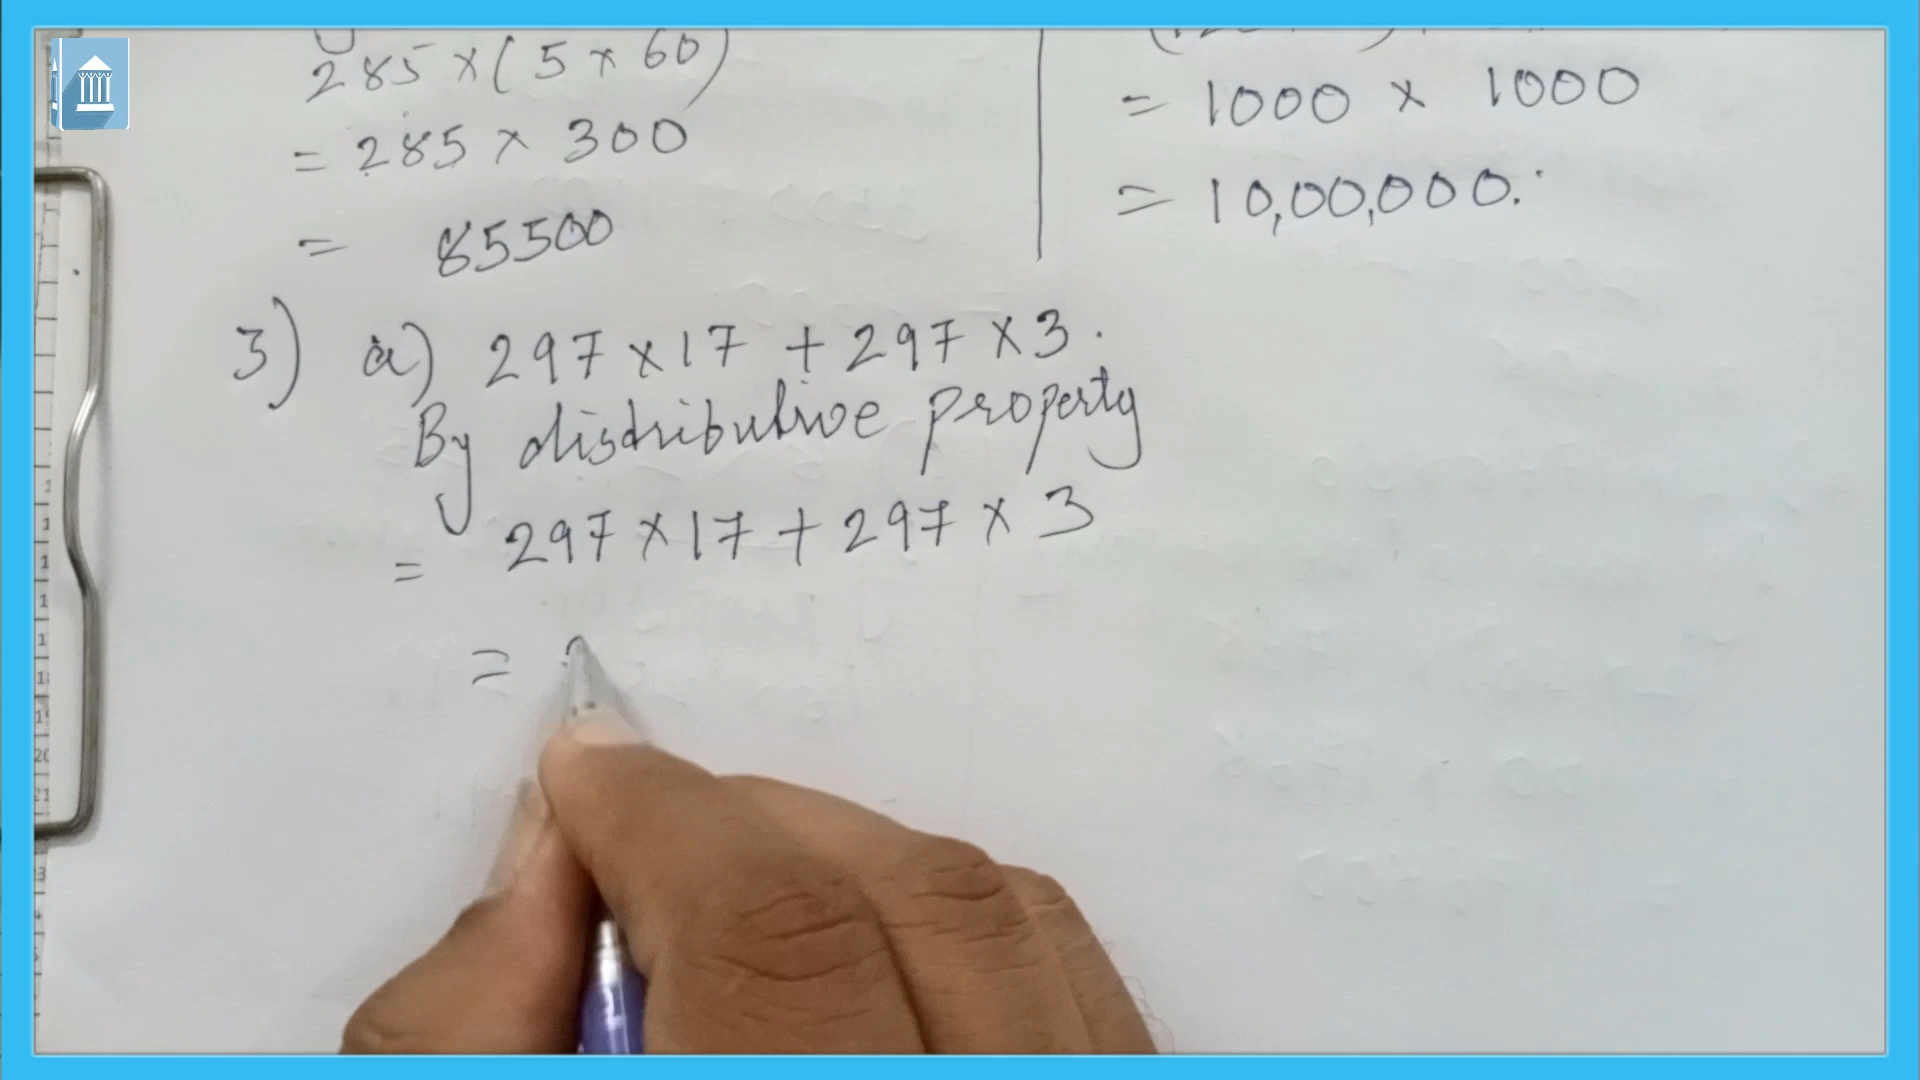 285 × (5 × 60)
= 285 × 300
= 85500
= 1000 × 1000
= 10,00,000.
3) a) 297 × 17 + 297 × 3.
By distributive property
= 297 × 17 + 297 × 3
=